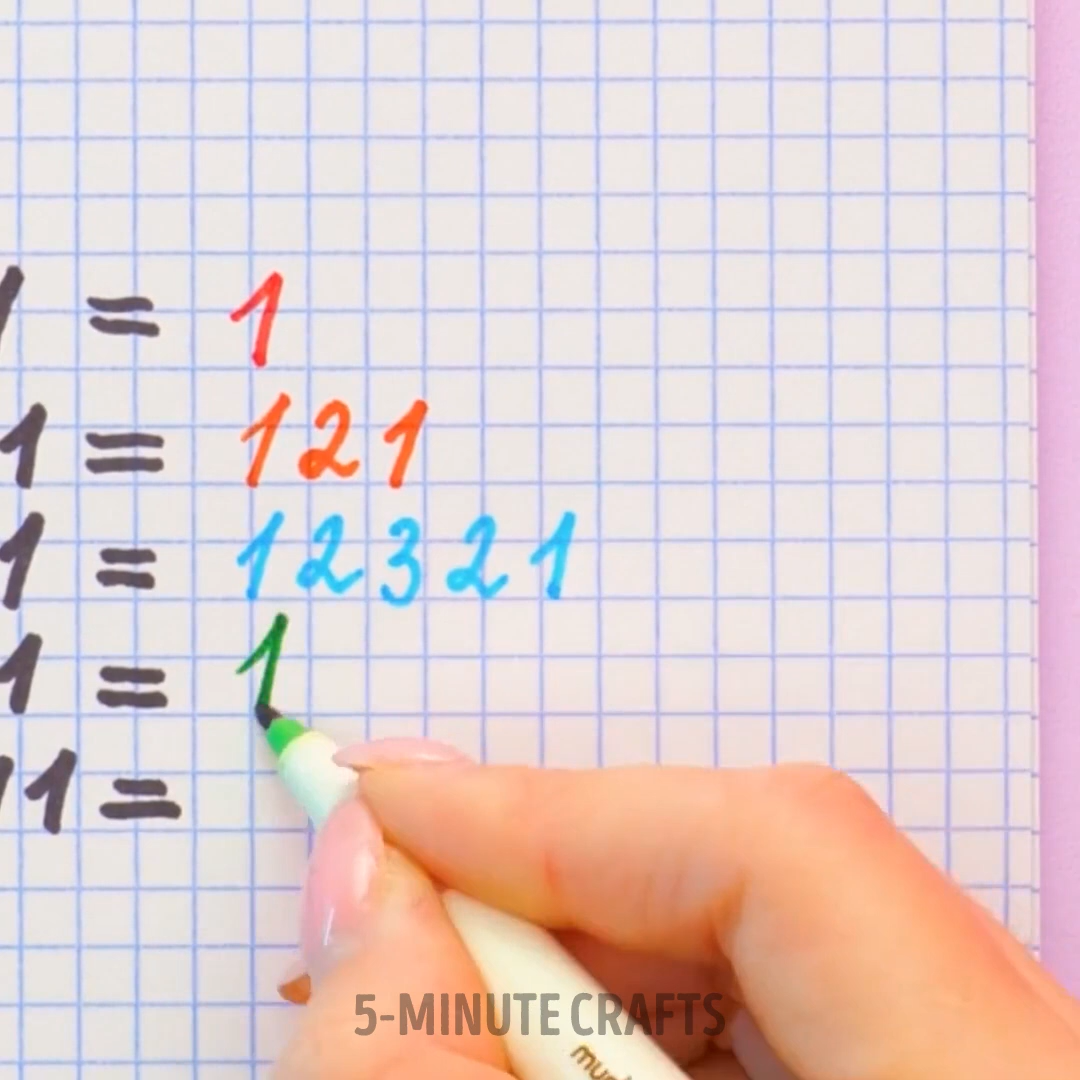 1 = 1
1 = 121
1 = 12321
1 = 1
11 =
5-MINUTE CRAFTS